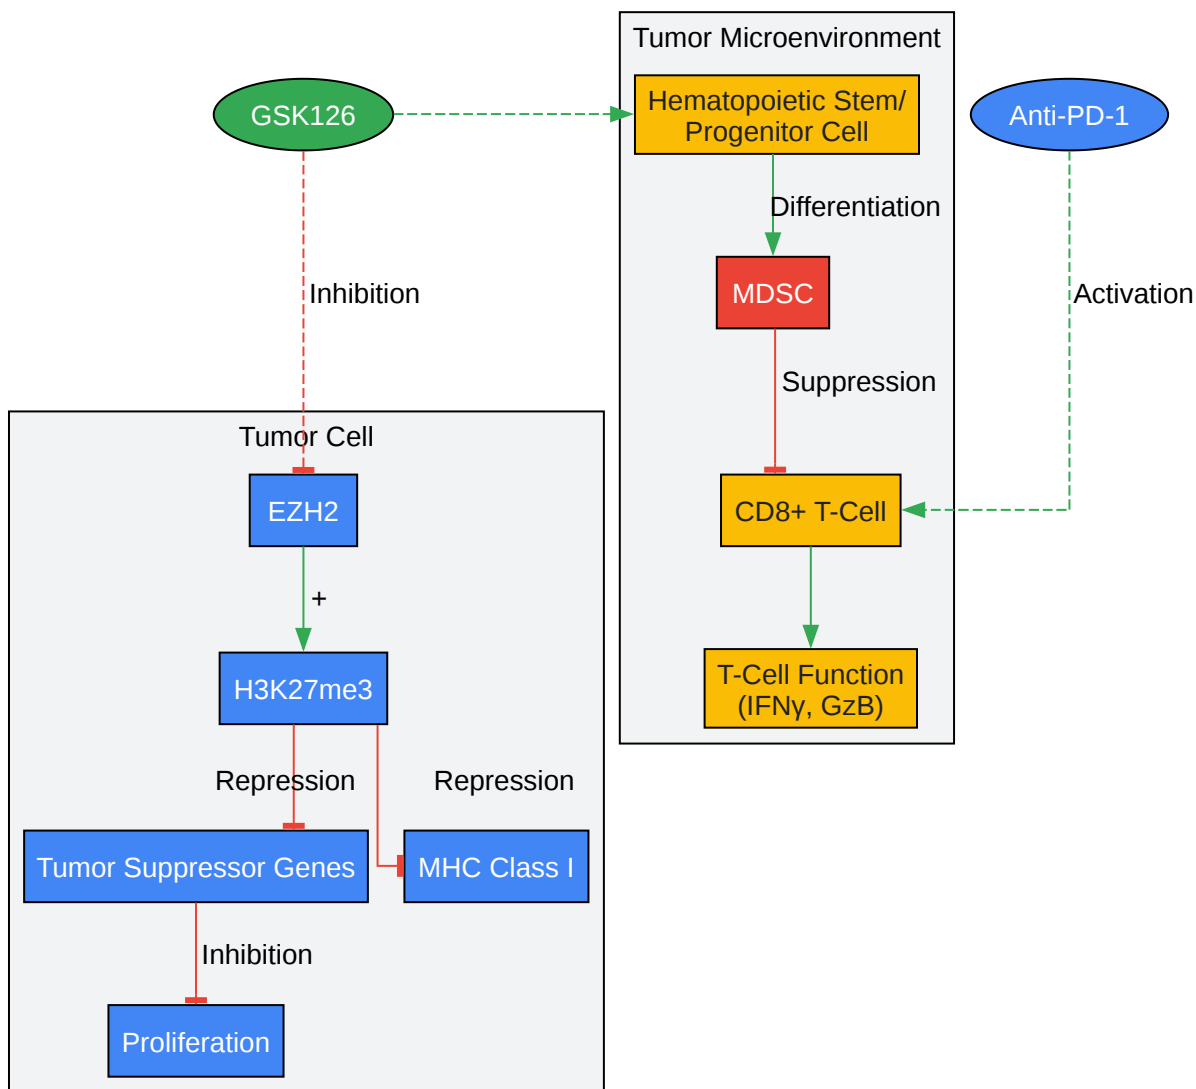 Tumor Microenvironment
GSK126
Hematopoietic Stem/
Progenitor Cell
Anti-PD-1
Differentiation
Inhibition
MDSC
Activation
Suppression
Tumor Cell
EZH2
CD8+ T-Cell
+
H3K27me3
T-Cell Function
(IFNγ, GzB)
Repression
Repression
Tumor Suppressor Genes
MHC Class I
Inhibition
Proliferation